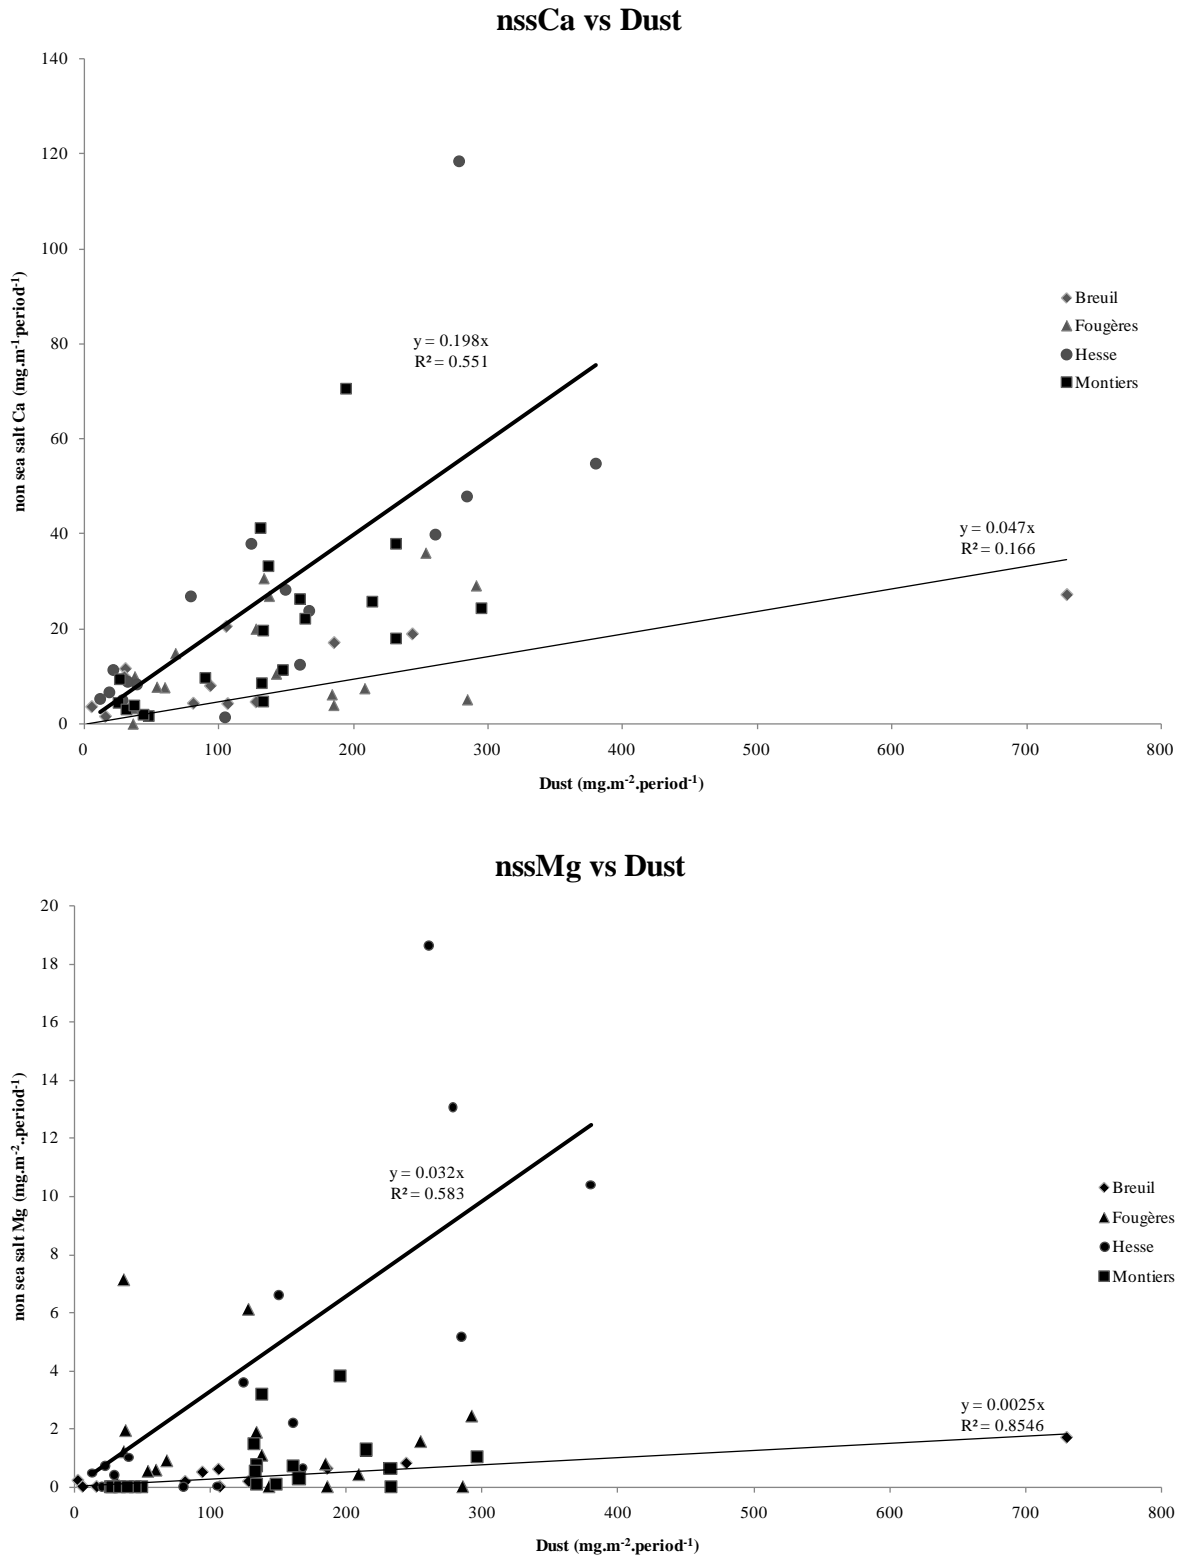 nssCa vs Dust
140
120
100
80
60
40
20
0
non sea salt Ca (mg.m-1·period-1)
y = 0.198x
R² = 0.551
y = 0.047x
R² = 0.166
Breuil
Fougères
Hesse
Montiers
0 100 200 300 400 500 600 700 800
Dust (mg.m-2.period-1)
nssMg vs Dust
20
18
16
14
12
10
8
6
4
2
0
non sea salt Mg (mg.m-2..period-1)
y = 0.032x
R² = 0.583
y = 0.0025x
R² = 0.8546
Breuil
Fougères
Hesse
Montiers
0 100 200 300 400 500 600 700 800
Dust (mg.m-2.period-1)